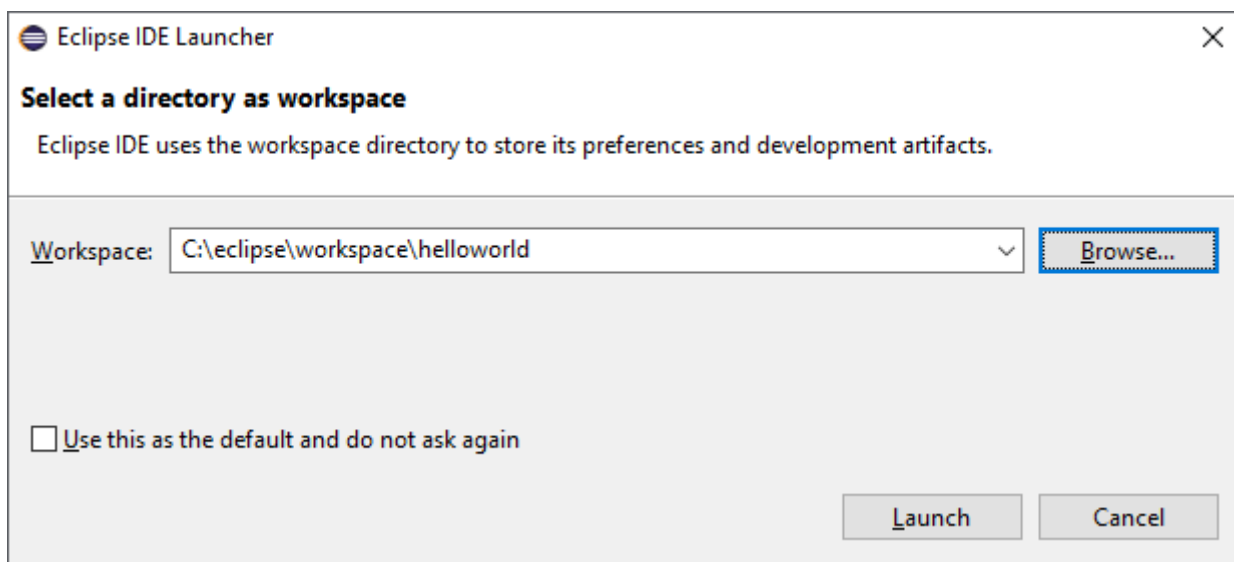 Eclipse IDE Launcher
Select a directory as workspace
Eclipse IDE uses the workspace directory to store its preferences and development artifacts.
Workspace: C:\eclipse\workspace\helloworld Browse...
Use this as the default and do not ask again
Launch Cancel